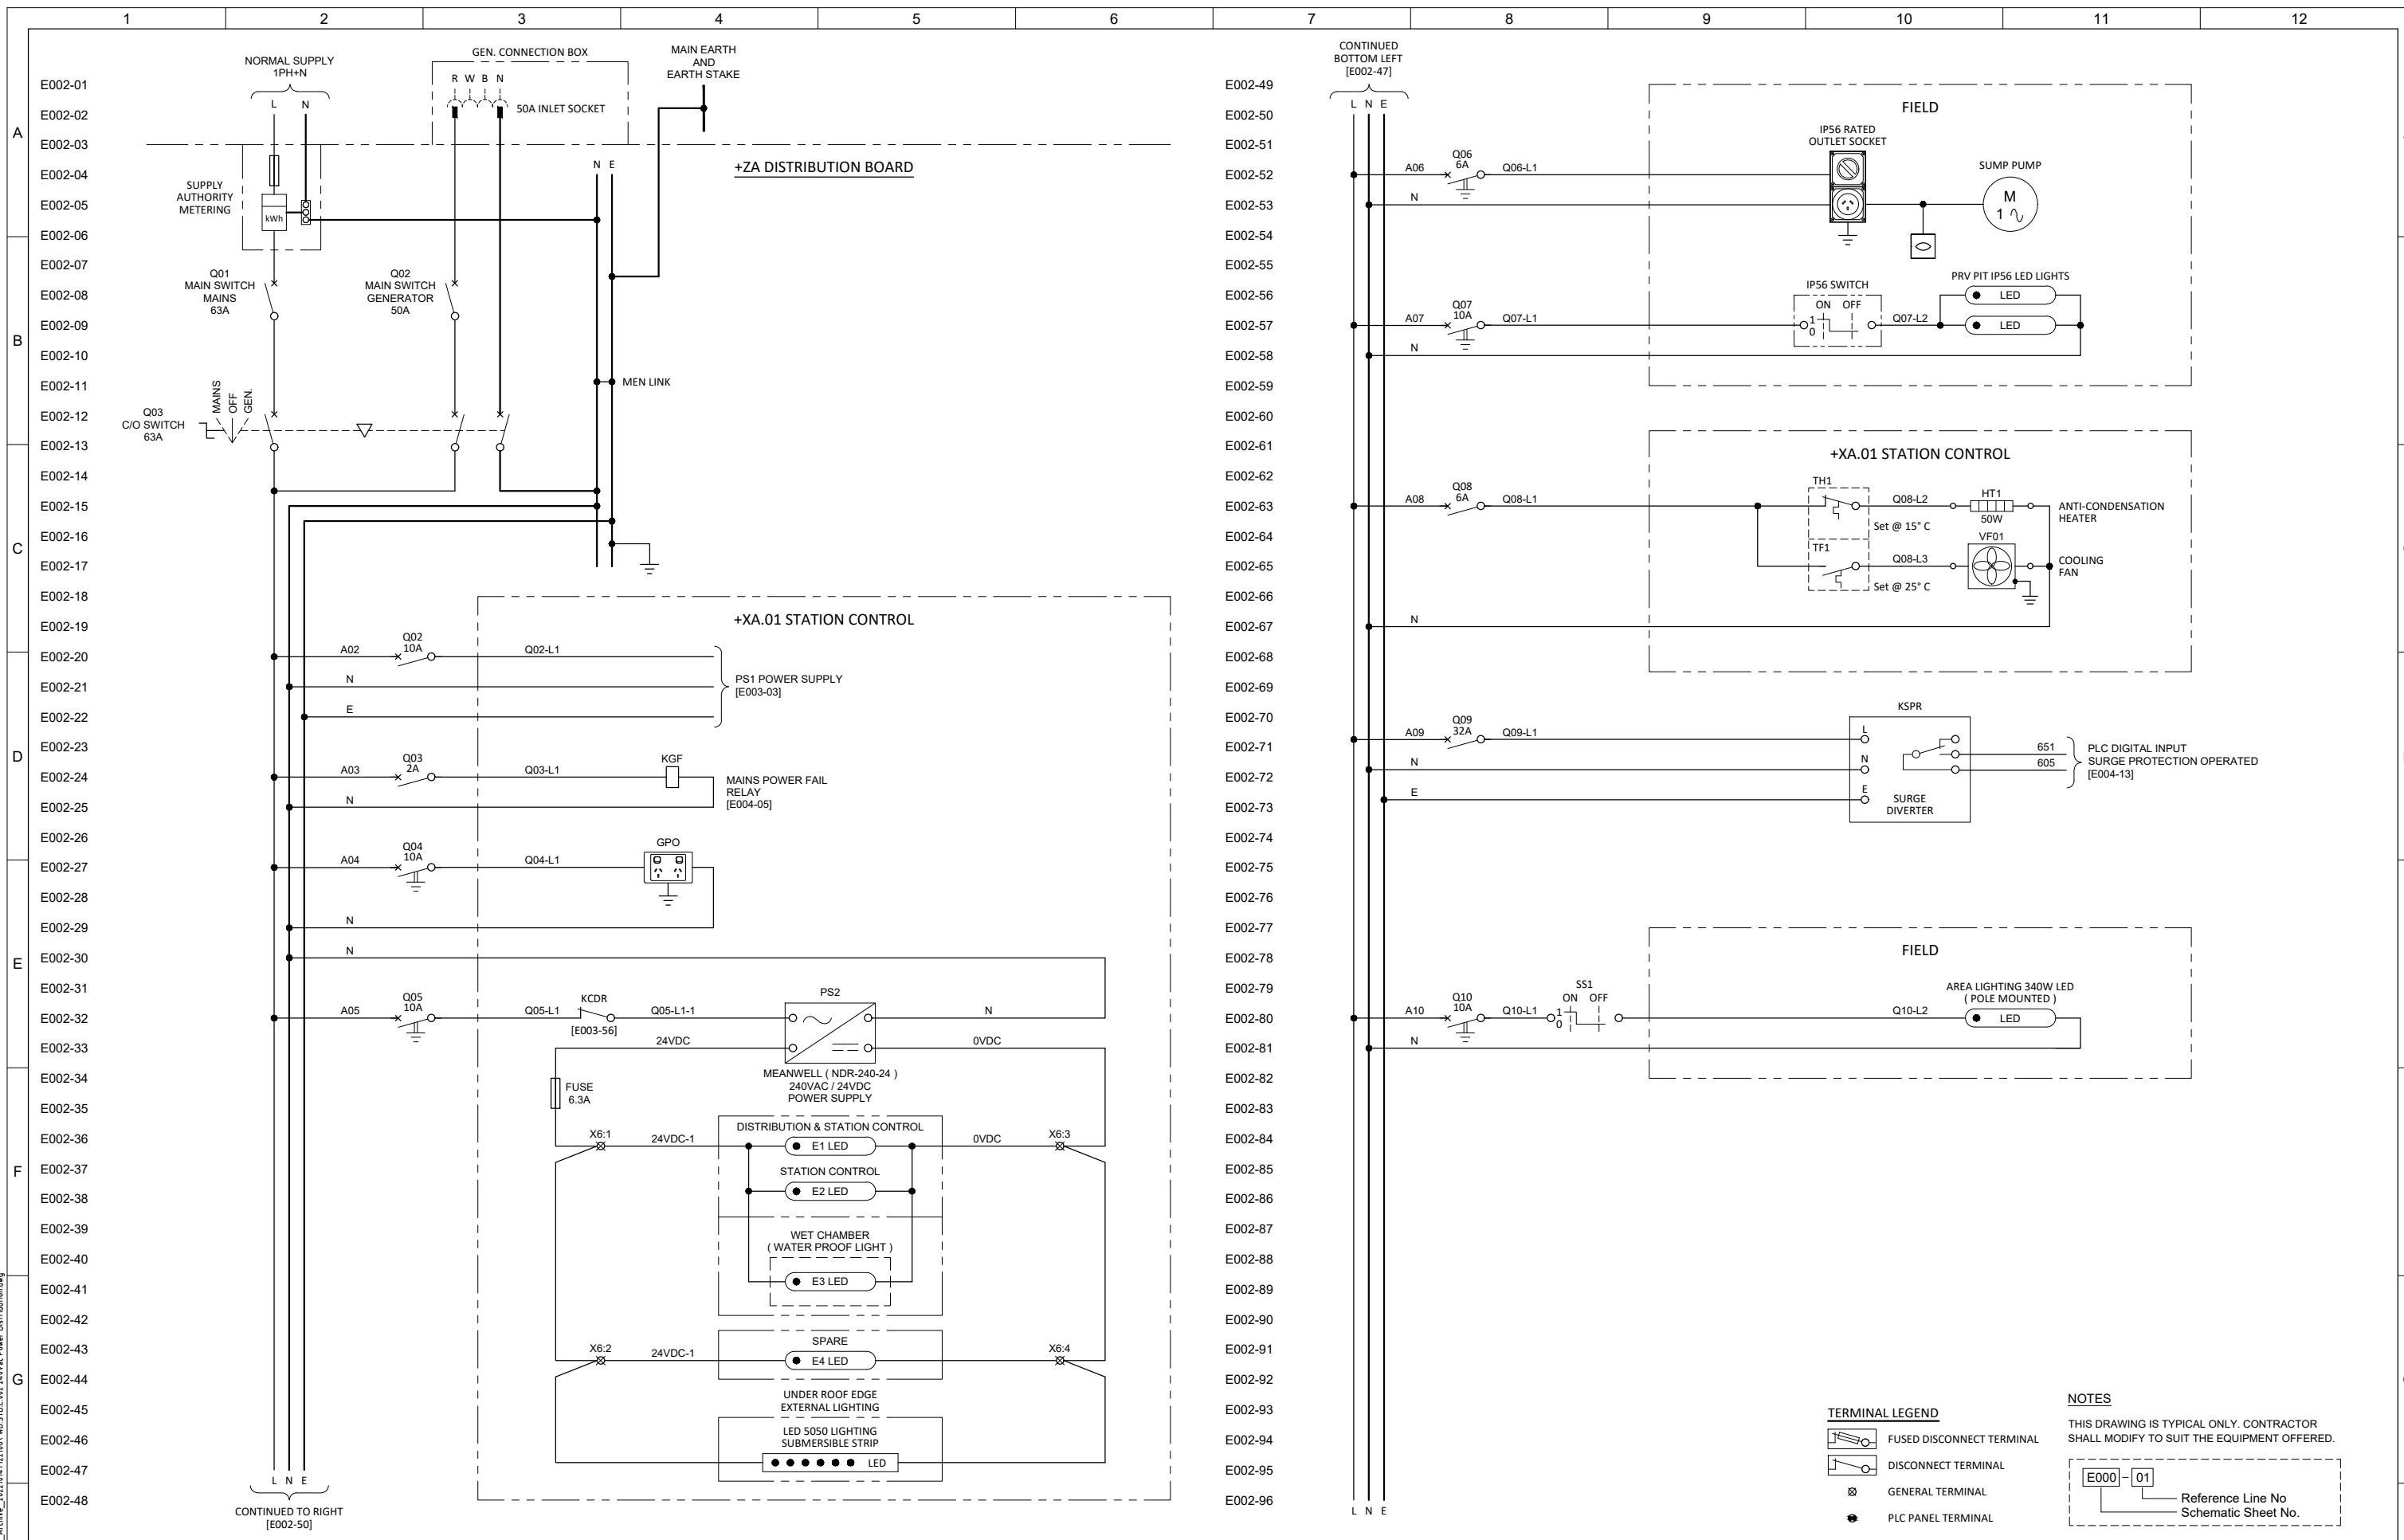 1 2 3 4 5 6 7 8 9 10 11 12
A
B
C
D
E
F
G
E002-01
E002-02
E002-03
E002-04
E002-05
E002-06
E002-07
E002-08
E002-09
E002-10
E002-11
E002-12
E002-13
E002-14
E002-15
E002-16
E002-17
E002-18
E002-19
E002-20
E002-21
E002-22
E002-23
E002-24
E002-25
E002-26
E002-27
E002-28
E002-29
E002-30
E002-31
E002-32
E002-33
E002-34
E002-35
E002-36
E002-37
E002-38
E002-39
E002-40
E002-41
E002-42
E002-43
E002-44
E002-45
E002-46
E002-47
E002-48
NORMAL SUPPLY
1PH+N
L N
GEN. CONNECTION BOX
R W B N
50A INLET SOCKET
MAIN EARTH
AND
EARTH STAKE
N E
+ZA DISTRIBUTION BOARD
SUPPLY
AUTHORITY
METERING
kWh
Q01
MAIN SWITCH
MAINS
63A
Q02
MAIN SWITCH
GENERATOR
50A
MEN LINK
Q03
C/O SWITCH
63A
MAINS
OFF
GEN.
+XA.01 STATION CONTROL
A02
Q02
10A
Q02-L1
N
E
PS1 POWER SUPPLY
[E003-03]
A03
Q03
2A
Q03-L1
KGF
N
MAINS POWER FAIL
RELAY
[E004-05]
A04
Q04
10A
Q04-L1
GPO
N
N
A05
Q05
10A
Q05-L1
KCDR
[E003-56]
Q05-L1-1
PS2
N
24VDC
0VDC
MEANWELL ( NDR-240-24 )
240VAC / 24VDC
POWER SUPPLY
FUSE
6.3A
DISTRIBUTION & STATION CONTROL
X6:1
24VDC-1
E1 LED
0VDC
X6:3
STATION CONTROL
E2 LED
WET CHAMBER
( WATER PROOF LIGHT )
E3 LED
SPARE
X6:2
24VDC-1
E4 LED
X6:4
UNDER ROOF EDGE
EXTERNAL LIGHTING
LED 5050 LIGHTING
SUBMERSIBLE STRIP
LED
L N E
CONTINUED TO RIGHT
[E002-50]
E002-49
E002-50
E002-51
E002-52
E002-53
E002-54
E002-55
E002-56
E002-57
E002-58
E002-59
E002-60
E002-61
E002-62
E002-63
E002-64
E002-65
E002-66
E002-67
E002-68
E002-69
E002-70
E002-71
E002-72
E002-73
E002-74
E002-75
E002-76
E002-77
E002-78
E002-79
E002-80
E002-81
E002-82
E002-83
E002-84
E002-85
E002-86
E002-87
E002-88
E002-89
E002-90
E002-91
E002-92
E002-93
E002-94
E002-95
E002-96
CONTINUED
BOTTOM LEFT
[E002-47]
L N E
FIELD
IP56 RATED
OUTLET SOCKET
SUMP PUMP
M
1
A06
Q06
6A
Q06-L1
N
PRV PIT IP56 LED LIGHTS
IP56 SWITCH
ON OFF
1
0
LED
A07
Q07
10A
Q07-L1
Q07-L2
LED
N
+XA.01 STATION CONTROL
A08
Q08
6A
Q08-L1
TH1
Q08-L2
HT1
50W
ANTI-CONDENSATION
HEATER
Set @ 15° C
TF1
Q08-L3
VF01
COOLING
FAN
Set @ 25° C
N
KSPR
A09
Q09
32A
Q09-L1
L
N
N
E
E
SURGE
DIVERTER
651
605
PLC DIGITAL INPUT
SURGE PROTECTION OPERATED
[E004-13]
FIELD
A10
Q10
10A
Q10-L1
SS1
ON OFF
1
0
Q10-L2
AREA LIGHTING 340W LED
( POLE MOUNTED )
LED
N
L N E
TERMINAL LEGEND
FUSED DISCONNECT TERMINAL
DISCONNECT TERMINAL
GENERAL TERMINAL
PLC PANEL TERMINAL
NOTES
THIS DRAWING IS TYPICAL ONLY. CONTRACTOR
SHALL MODIFY TO SUIT THE EQUIPMENT OFFERED.
E000 - 01
Reference Line No
Schematic Sheet No.